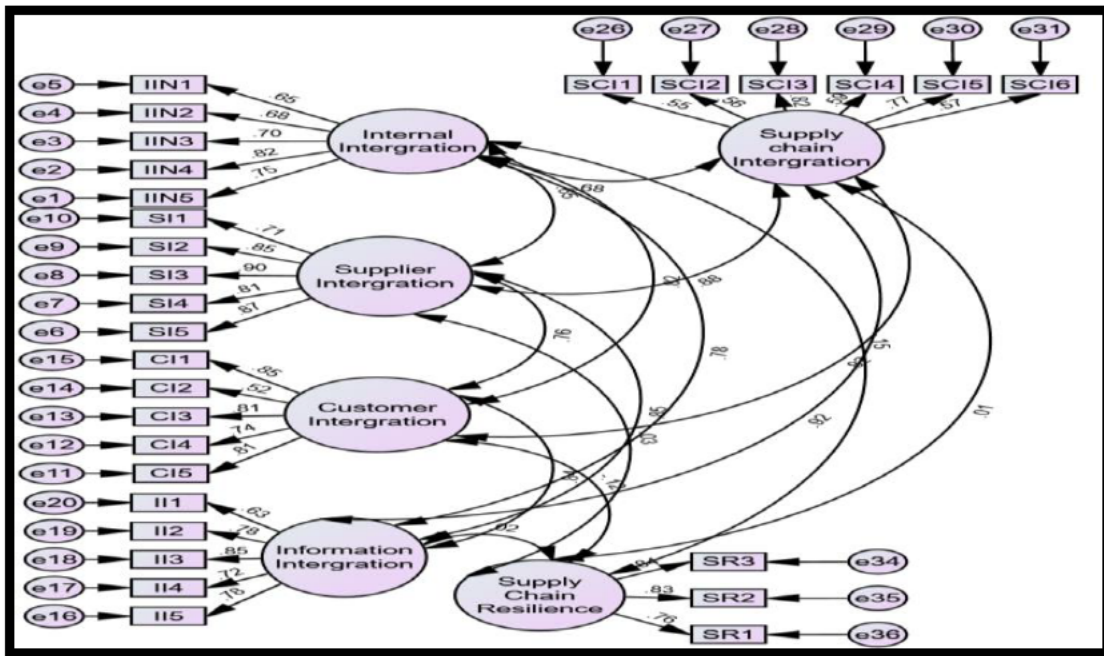 e26 e27 e28 e29 e30 e31
SCI1 SCI2 SCI3 SCI4 SCI5 SCI6
.55 .56 .77 .57
Supply
chain
Intergration
e5 IIN1 .65
e4 IIN2 .68
e3 IIN3 .70
e2 IIN4 .82
e1 IIN5 .75
Internal
Intergration
.68
e10 SI1 .71
e9 SI2 .85
e8 SI3 .90
e7 SI4 .81
e6 SI5 .87
Supplier
Intergration
.88
.76
.78
.15
e15 CI1 .85
e14 CI2 .52
e13 CI3 .81
e12 CI4 .74
e11 CI5 .81
Customer
Intergration
.92
.01
.03
e20 II1 .63
e19 II2 .78
e18 II3 .85
e17 II4 .72
e16 II5 .78
Information
Intergration
Supply
Chain
Resilience
SR3 e34
.83 SR2 e35
.76 SR1 e36